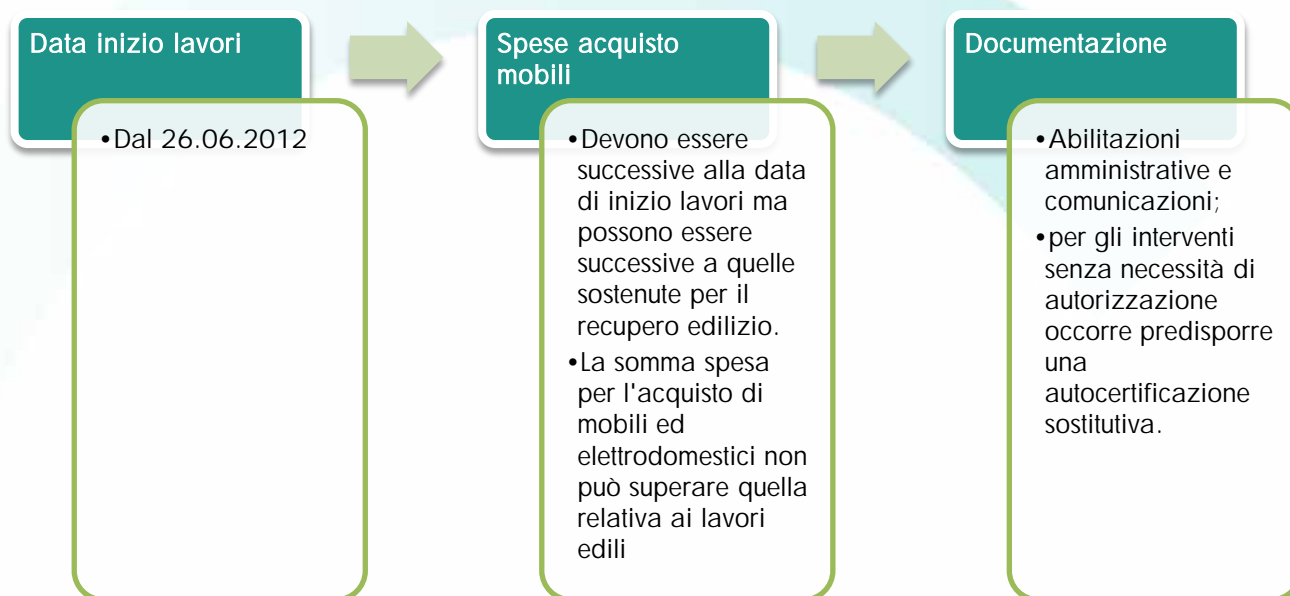 Data inizio lavori
•Dal 26.06.2012
Spese acquisto
mobili
•Devono essere
successive alla data
di inizio lavori ma
possono essere
successive a quelle
sostenute per il
recupero edilizio.
•La somma spesa
per l'acquisto di
mobili ed
elettrodomestici non
può superare quella
relativa ai lavori
edili
Documentazione
•Abilitazioni
amministrative e
comunicazioni;
•per gli interventi
senza necessità di
autorizzazione
occorre predisporre
una
autocertificazione
sostitutiva.